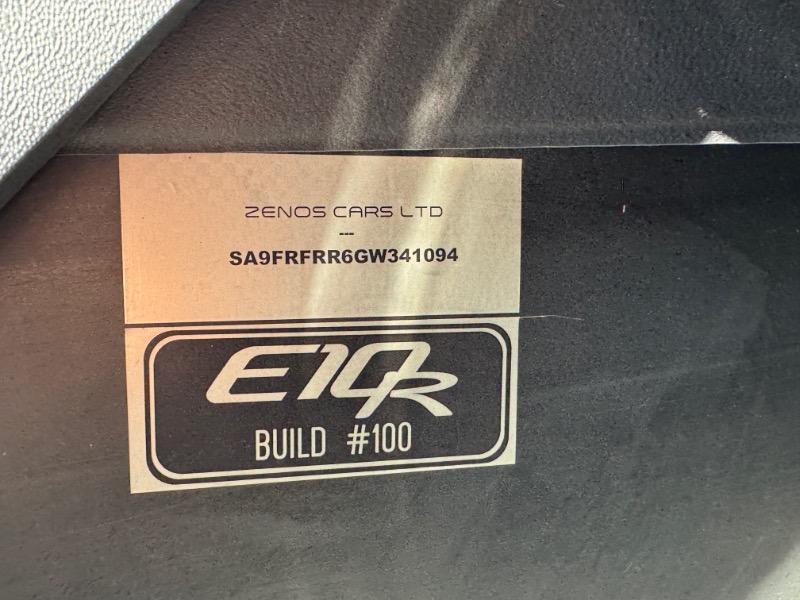 ZENOS CARS LTD
---
SA9FRFRR6GW341094
E10R
BUILD #100